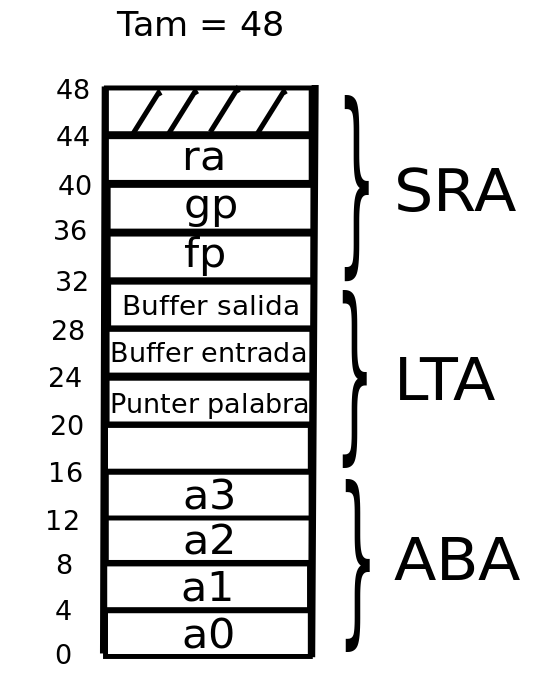 Tam = 48
48
44
ra
40
gp
36
fp
32
SRA
Buffer salida
28
Buffer entrada
24
Punter palabra
20
16
LTA
a3
12
a2
8
a1
4
a0
0
ABA